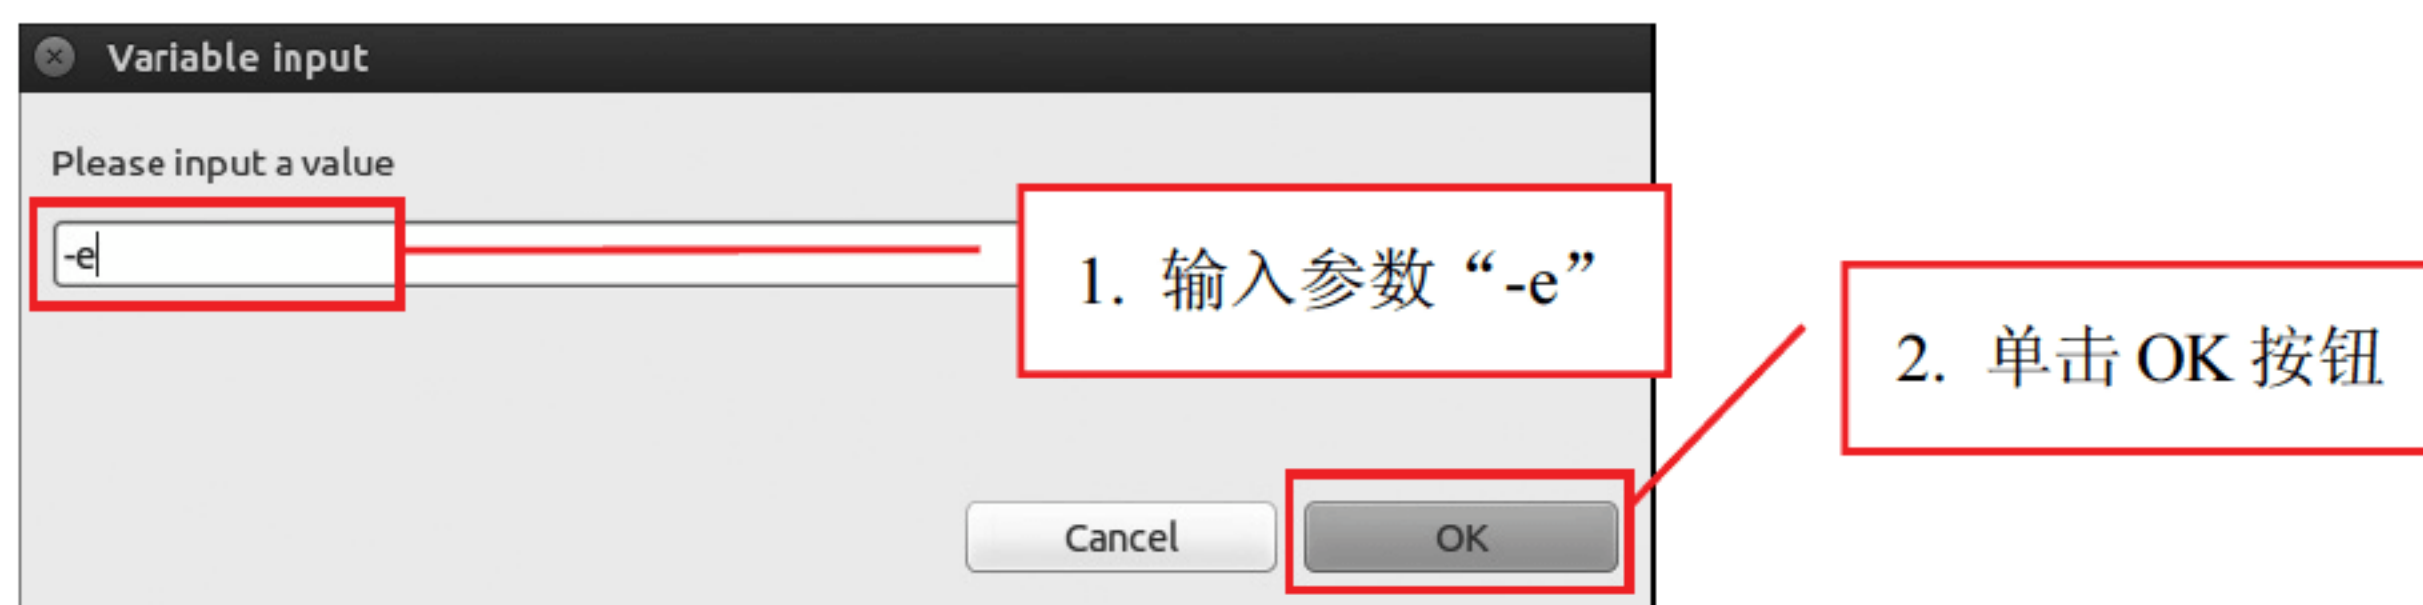 Variable input
Please input a value
-e
1. 输入参数“-e”
2. 单击 OK 按钮
Cancel
OK